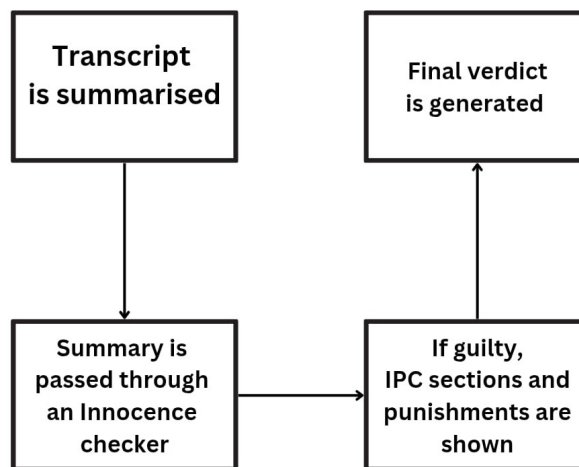 Transcript
is summarised
Summary is
passed through
an Innocence
checker
If guilty,
IPC sections and
punishments are
shown
Final verdict
is generated